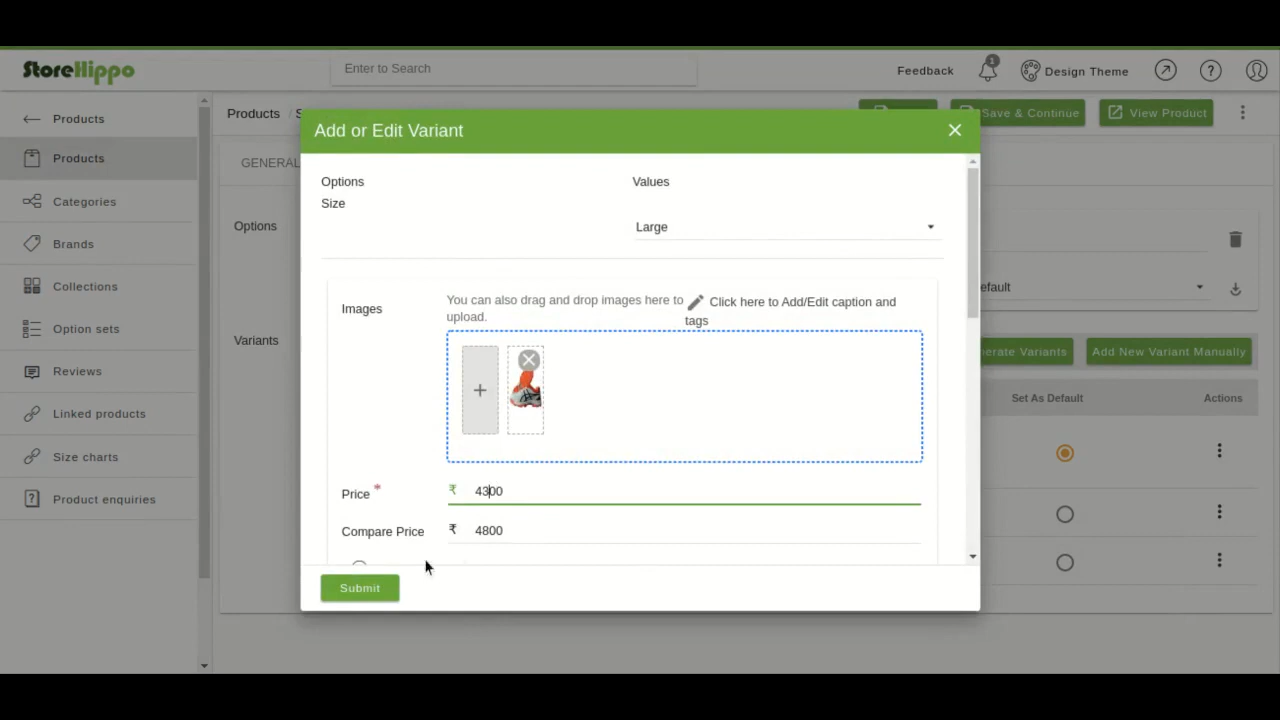 StoreHippo
Enter to Search
Feedback
1
Design Theme
Products
Products
Categories
Brands
Collections
Option sets
Reviews
Linked products
Size charts
Product enquiries
Products / S
Save & Continue
View Product
GENERAL
Options
Variants
efault
erate Variants
Add New Variant Manually
Set As Default
Actions
Add or Edit Variant
Options
Values
Size
Large
Images
You can also drag and drop images here to
upload.
Click here to Add/Edit caption and
tags
+
Price *
₹ 4300
Compare Price
₹ 4800
Submit